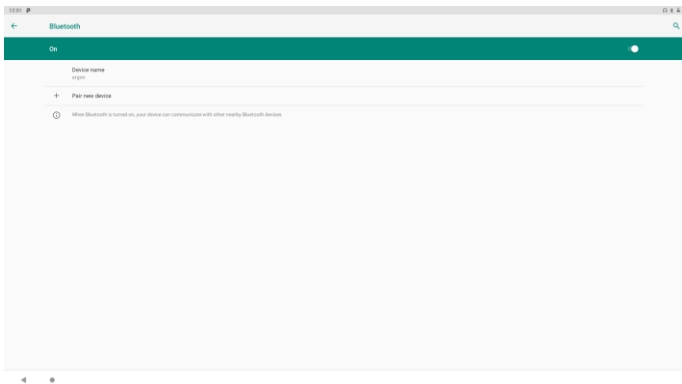 12:01
Bluetooth
On
Device name
argon
Pair new device
When Bluetooth is turned on, your device can communicate with other nearby Bluetooth devices.